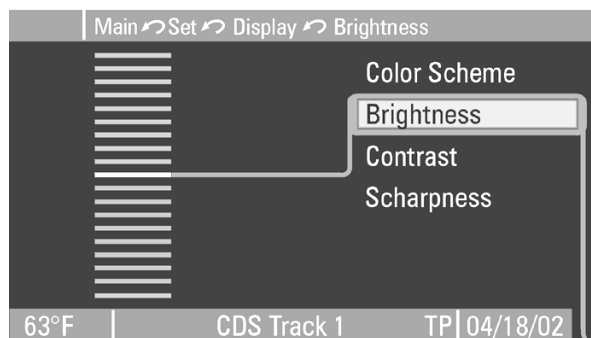 Main Set Display Brightness
Color Scheme
Brightness
Contrast
Scharpness
63°F CDS Track 1 TP 04/18/02